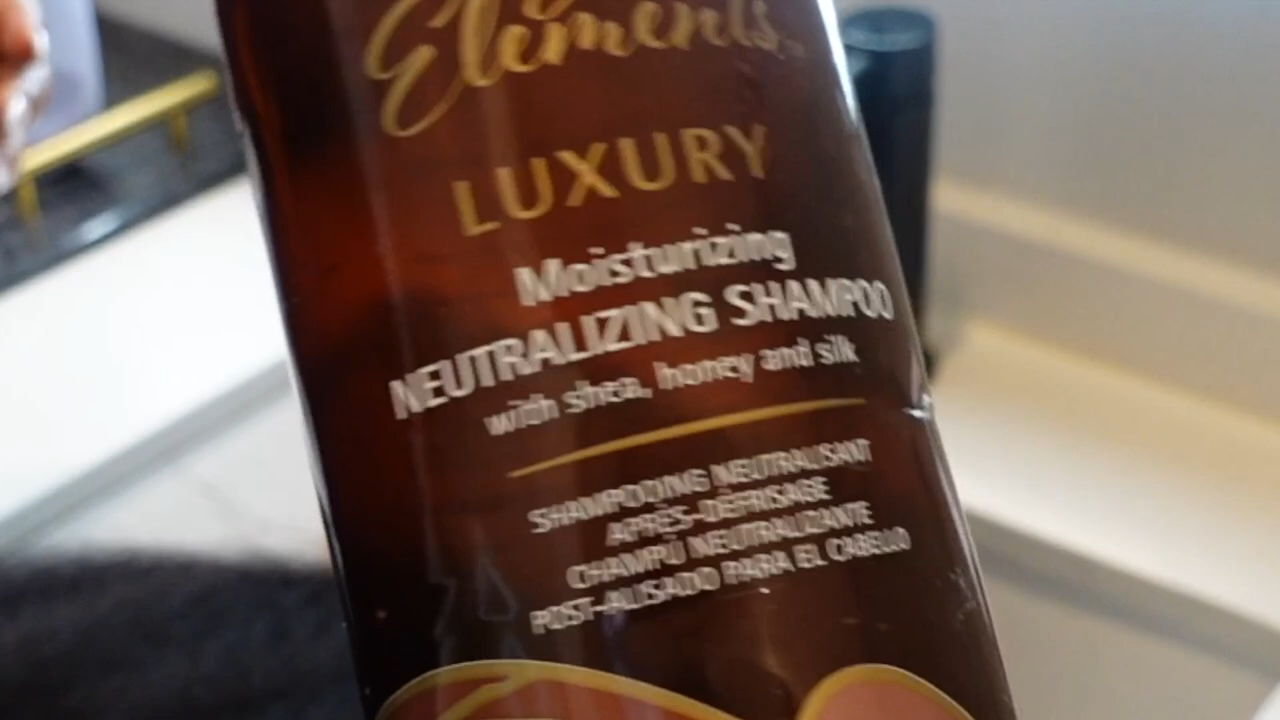 Elements
LUXURY
Moisturizing
NEUTRALIZING SHAMPOO
with shea, honey and silk
SHAMPOOING NEUTRALISANT
APRÈS-DÉFRISAGE
CHAMPÚ NEUTRALIZANTE
POST-ALISADO PARA EL CABELLO